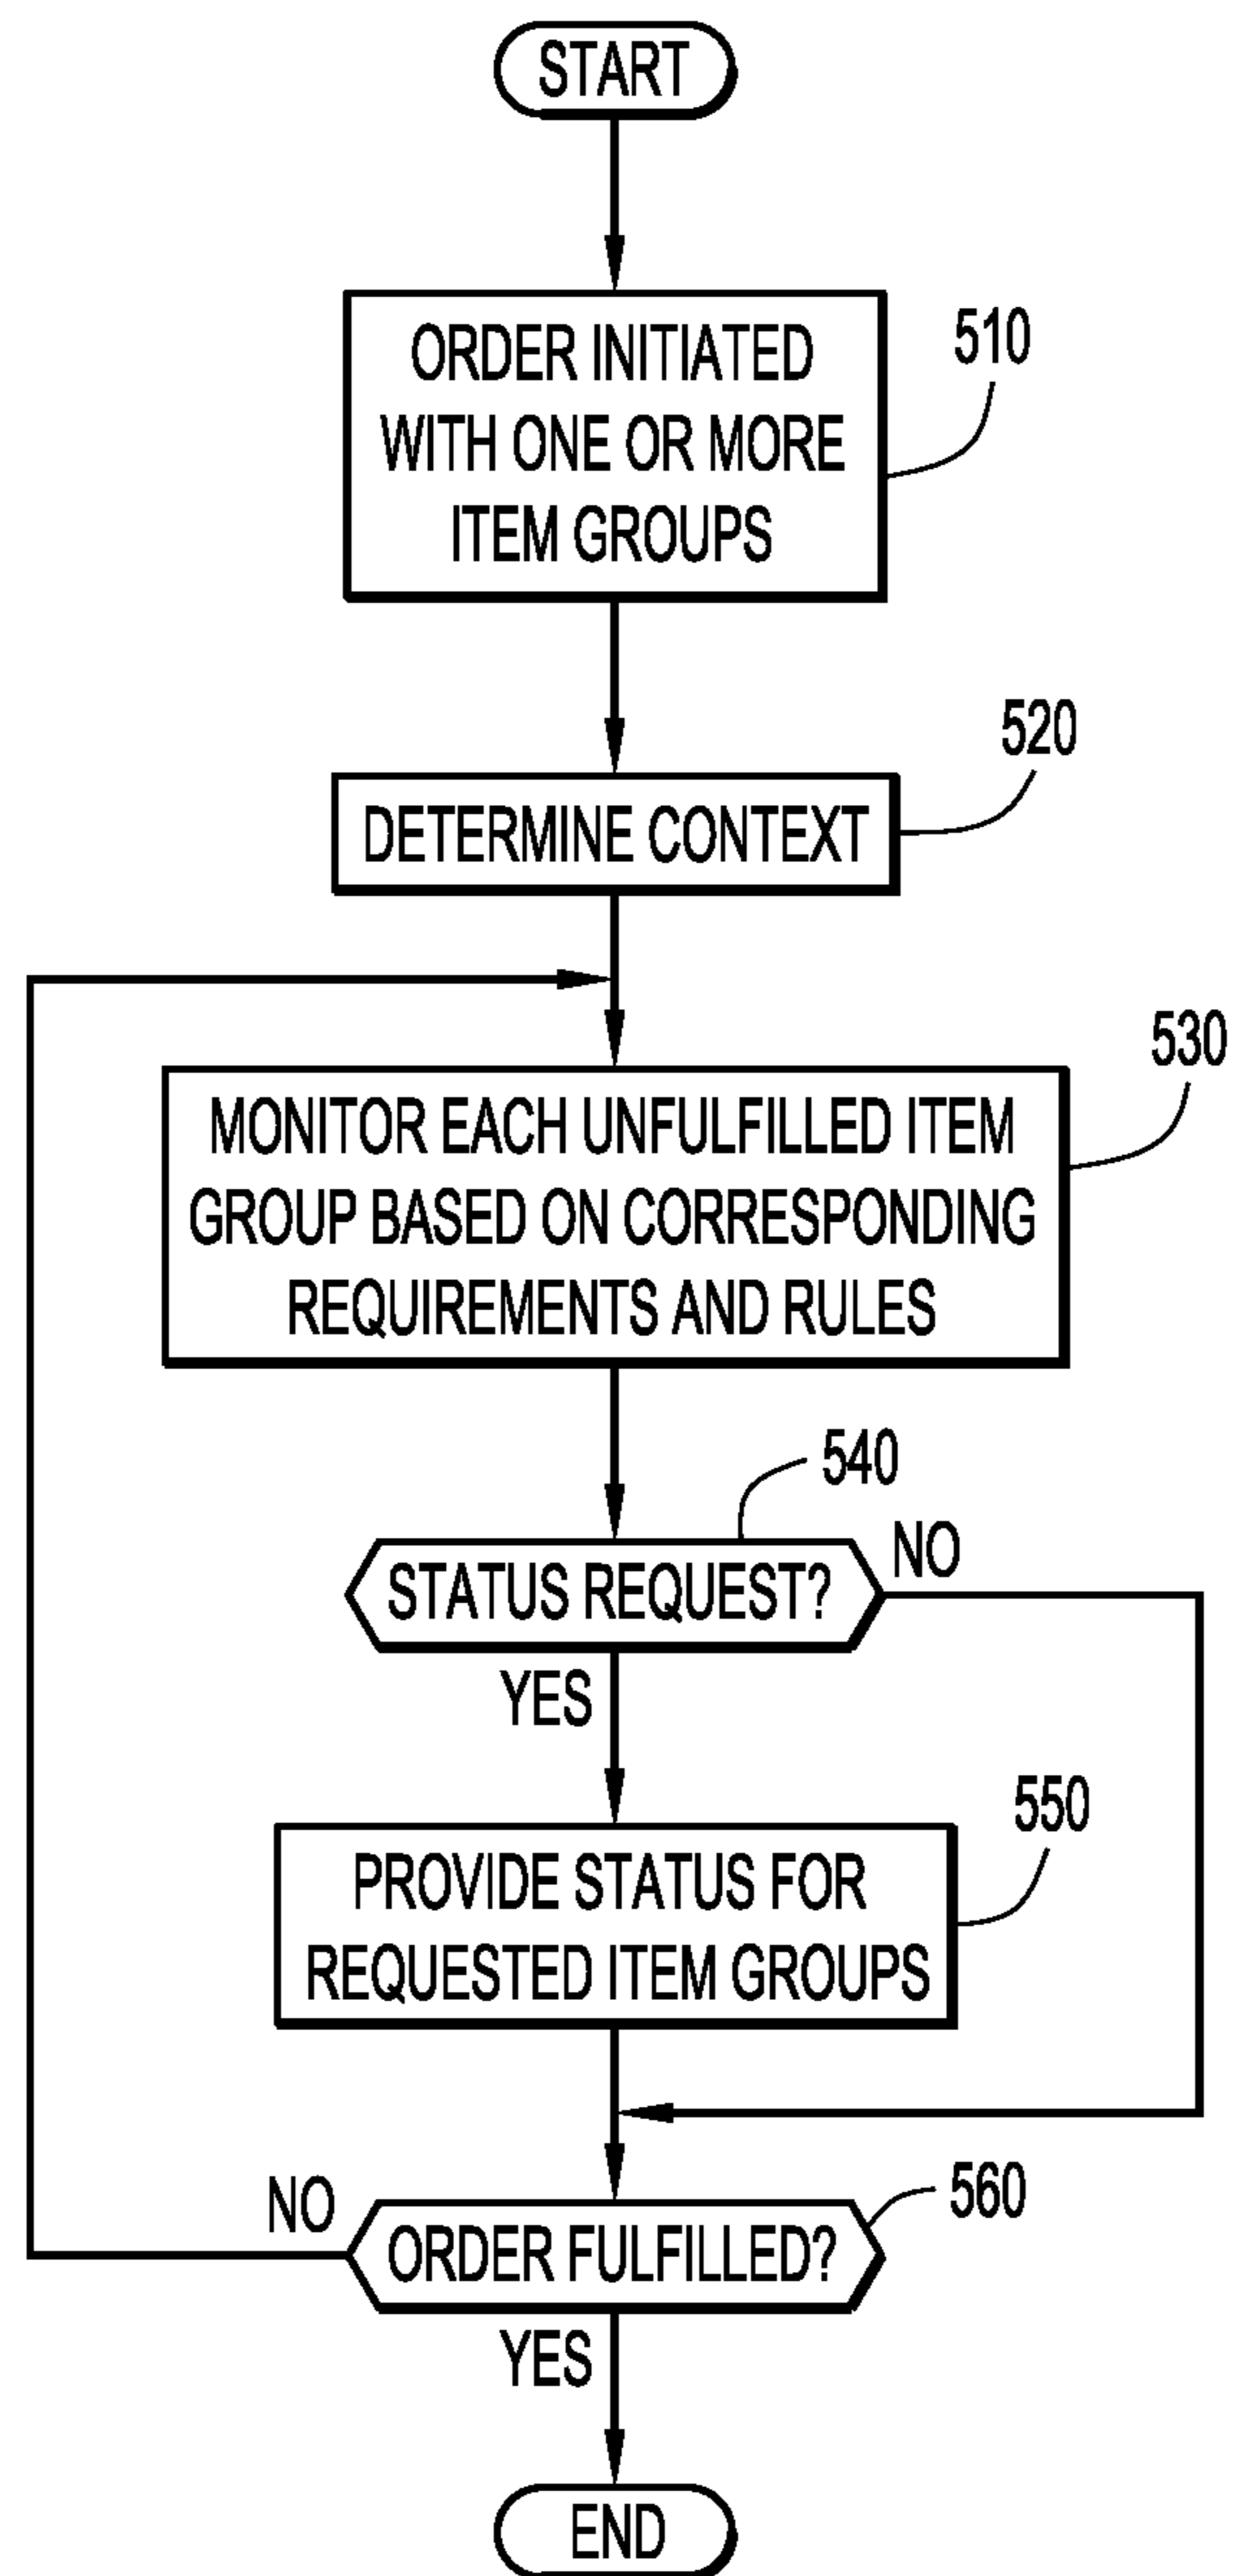 START
ORDER INITIATED
WITH ONE OR MORE
ITEM GROUPS
510
DETERMINE CONTEXT
520
MONITOR EACH UNFULFILLED ITEM
GROUP BASED ON CORRESPONDING
REQUIREMENTS AND RULES
530
540
STATUS REQUEST?
NO
YES
PROVIDE STATUS FOR
REQUESTED ITEM GROUPS
550
NO
ORDER FULFILLED?
560
YES
END